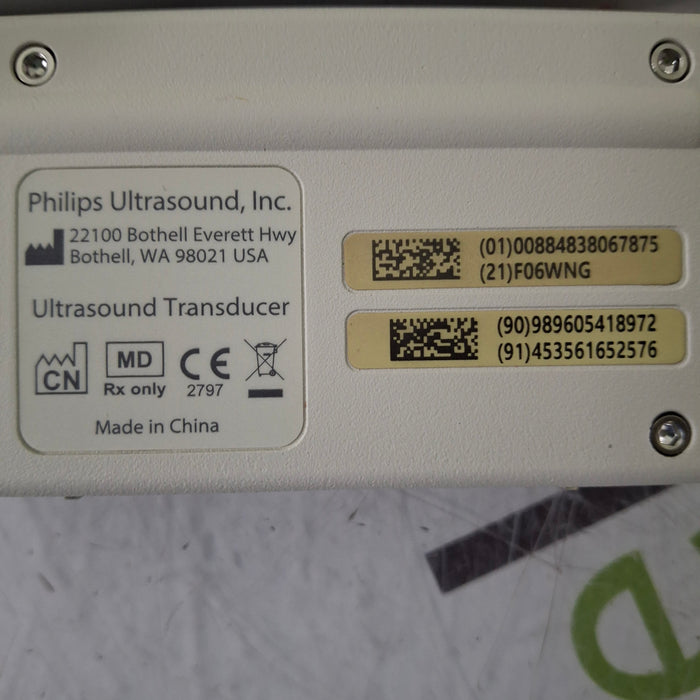 Philips Ultrasound, Inc.
22100 Bothell Everett Hwy
Bothell, WA 98021 USA
Ultrasound Transducer
CN
MD
Rx only
CE
2797
Made in China
(01)00884838067875
(21)F06WNG
(90)989605418972
(91)453561652576